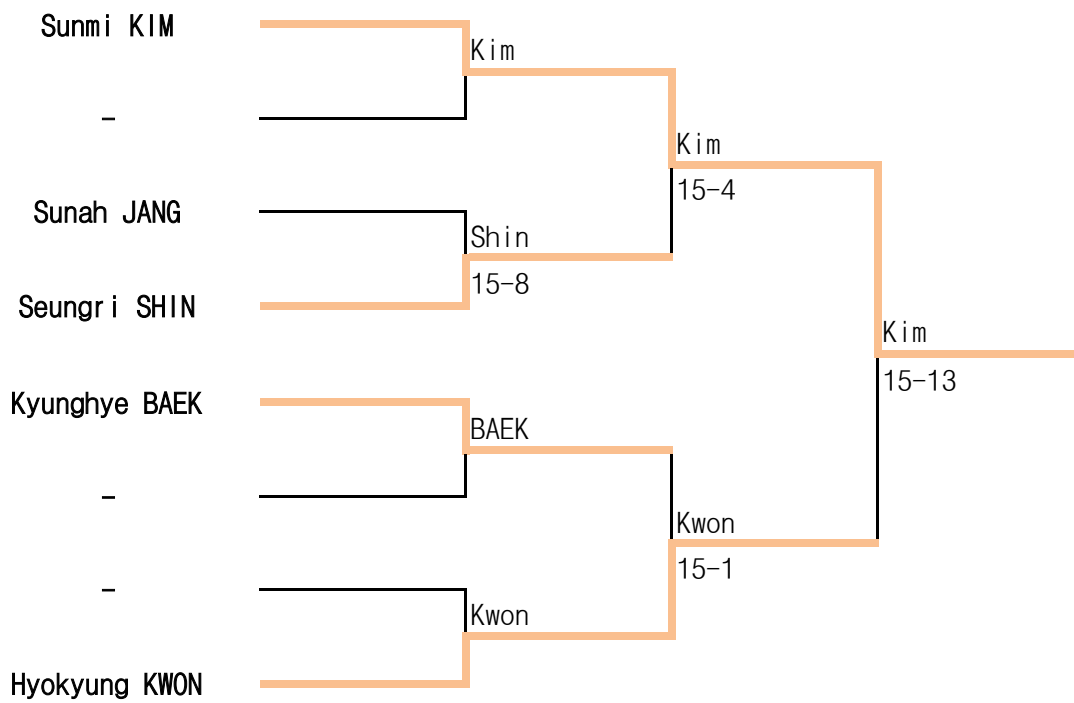 Sunmi KIM
-
Sunah JANG
Seungri SHIN
Kyunghye BAEK
-
-
Hyokyung KWON
Kim
Shin
15-8
BAEK
Kwon
Kim
15-4
Kwon
15-1
Kim
15-13